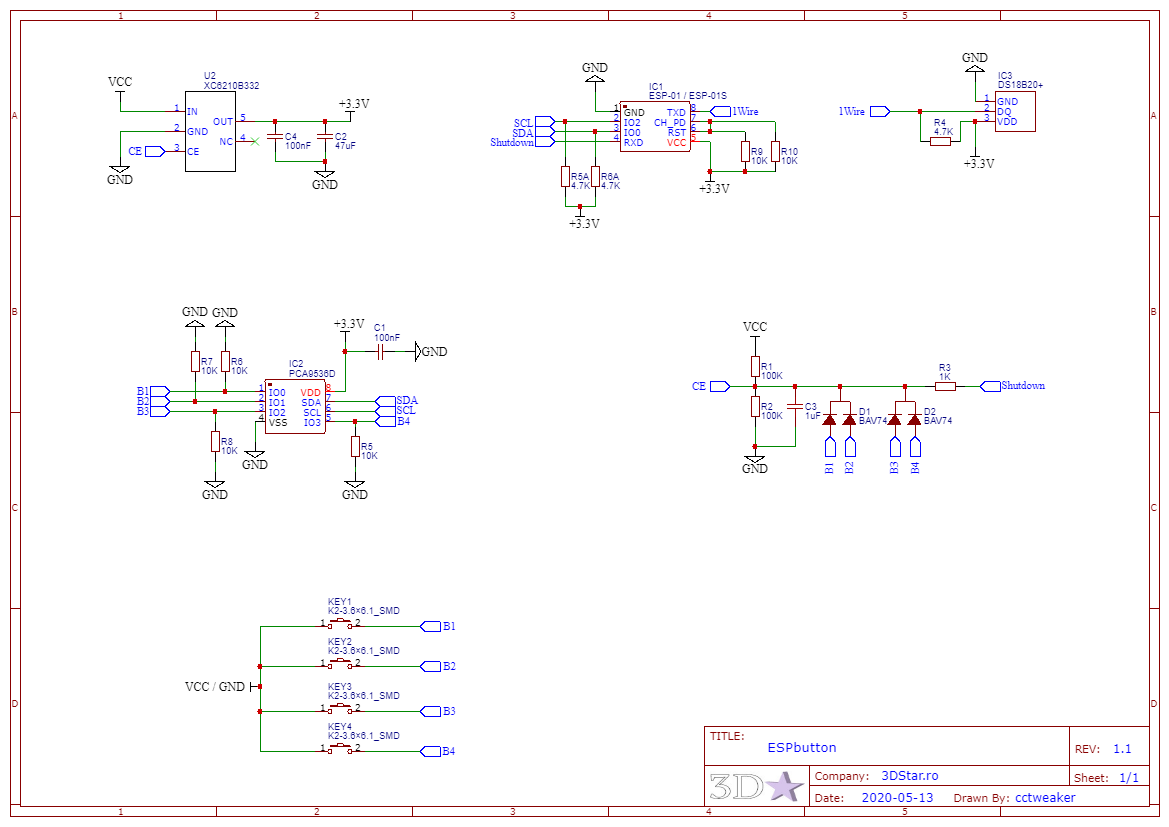 1 2 3 4 5
A A
B B
C C
D D
VCC
U2
XC6210B332
1 IN
2 GND
3 CE
OUT 5
NC 4
CE
GND
+3.3V
C4
100nF
C2
47uF
GND
GND
IC1
ESP-01 / ESP-01S
1 GND
2 IO2
3 IO0
4 RXD
TXD 8
CH_PD 7
RST 6
VCC 5
SCL
SDA
Shutdown
1Wire
R5A
4.7K
R6A
4.7K
+3.3V
R9
10K
R10
10K
+3.3V
GND
IC3
DS18B20+
1 GND
2 DQ
3 VDD
1Wire
R4
4.7K
+3.3V
GND GND
R7
10K
R6
10K
B1
B2
B3
IC2
PCA9536D
1 IO0
2 IO1
3 IO2
4 VSS
VDD 8
SDA 7
SCL 6
IO3 5
+3.3V
C1
100nF
GND
SDA
SCL
B4
R8
10K
GND
GND
R5
10K
GND
VCC
R1
100K
CE
R2
100K
C3
1uF
GND
D1
BAV74
D2
BAV74
R3
1K
Shutdown
B1 B2 B3 B4
KEY1
K2-3.6×6.1_SMD
1 2 B1
KEY2
K2-3.6×6.1_SMD
1 2 B2
VCC / GND
KEY3
K2-3.6×6.1_SMD
1 2 B3
KEY4
K2-3.6×6.1_SMD
1 2 B4
TITLE:
ESPbutton
REV: 1.1
3D
Company: 3DStar.ro
Sheet: 1/1
Date: 2020-05-13 Drawn By: cctweaker
1 2 3 4 5